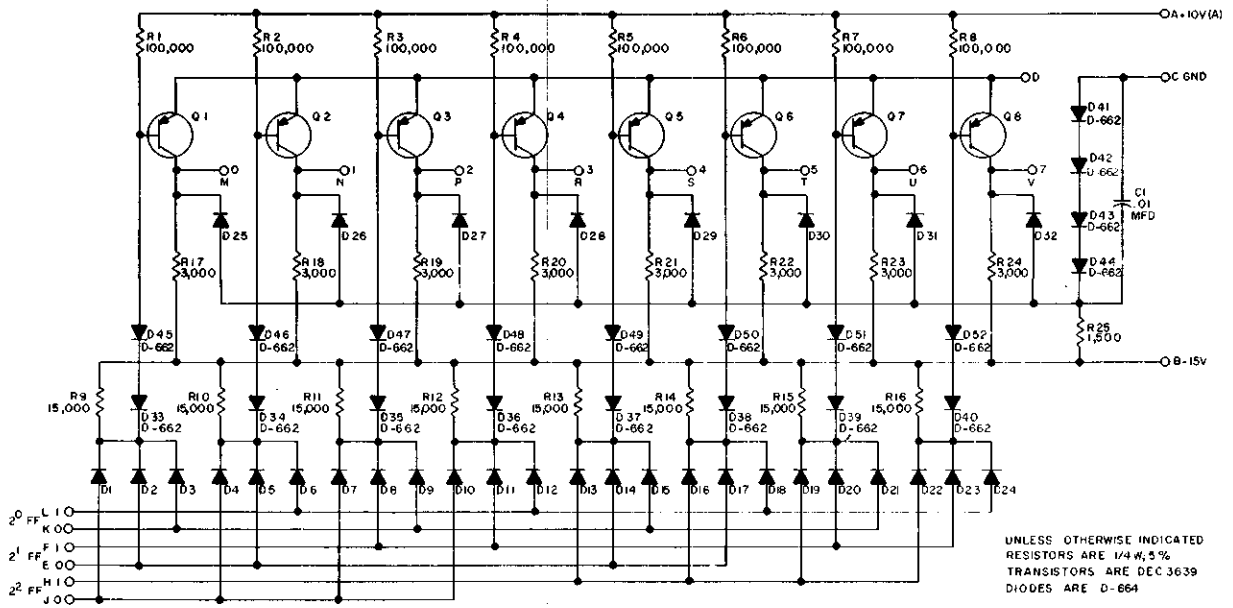 A+10V(A)
R1 100,000
R2 100,000
R3 100,000
R4 100,000
R5 100,000
R6 100,000
R7 100,000
R8 100,000
D
C GND
Q1
Q2
Q3
Q4
Q5
Q6
Q7
Q8
D41 D-662
D42 D-662
D43 D-662
D44 D-662
C1 .01 MFD
0 M
1 N
2 P
3 R
4 S
5 T
6 U
7 V
D25
D26
D27
D28
D29
D30
D31
D32
R17 3,000
R18 3,000
R19 3,000
R20 3,000
R21 3,000
R22 3,000
R23 3,000
R24 3,000
R25 1,500
D45 D-662
D46 D-662
D47 D-662
D48 D-662
D49 D-662
D50 D-662
D51 D-662
D52 D-662
B-15V
R9 15,000
R10 15,000
R11 15,000
R12 15,000
R13 15,000
R14 15,000
R15 15,000
R16 15,000
D33 D-662
D34 D-662
D35 D-662
D36 D-662
D37 D-662
D38 D-662
D39 D-662
D40 D-662
D1 D2 D3 D4 D5 D6 D7 D8 D9 D10 D11 D12 D13 D14 D15 D16 D17 D18 D19 D20 D21 D22 D23 D24
2⁰ FF
L 1
K 0
2¹ FF
F 1
E 0
2² FF
H 1
J 0
UNLESS OTHERWISE INDICATED
RESISTORS ARE 1/4 W, 5%
TRANSISTORS ARE DEC 3639
DIODES ARE D-664